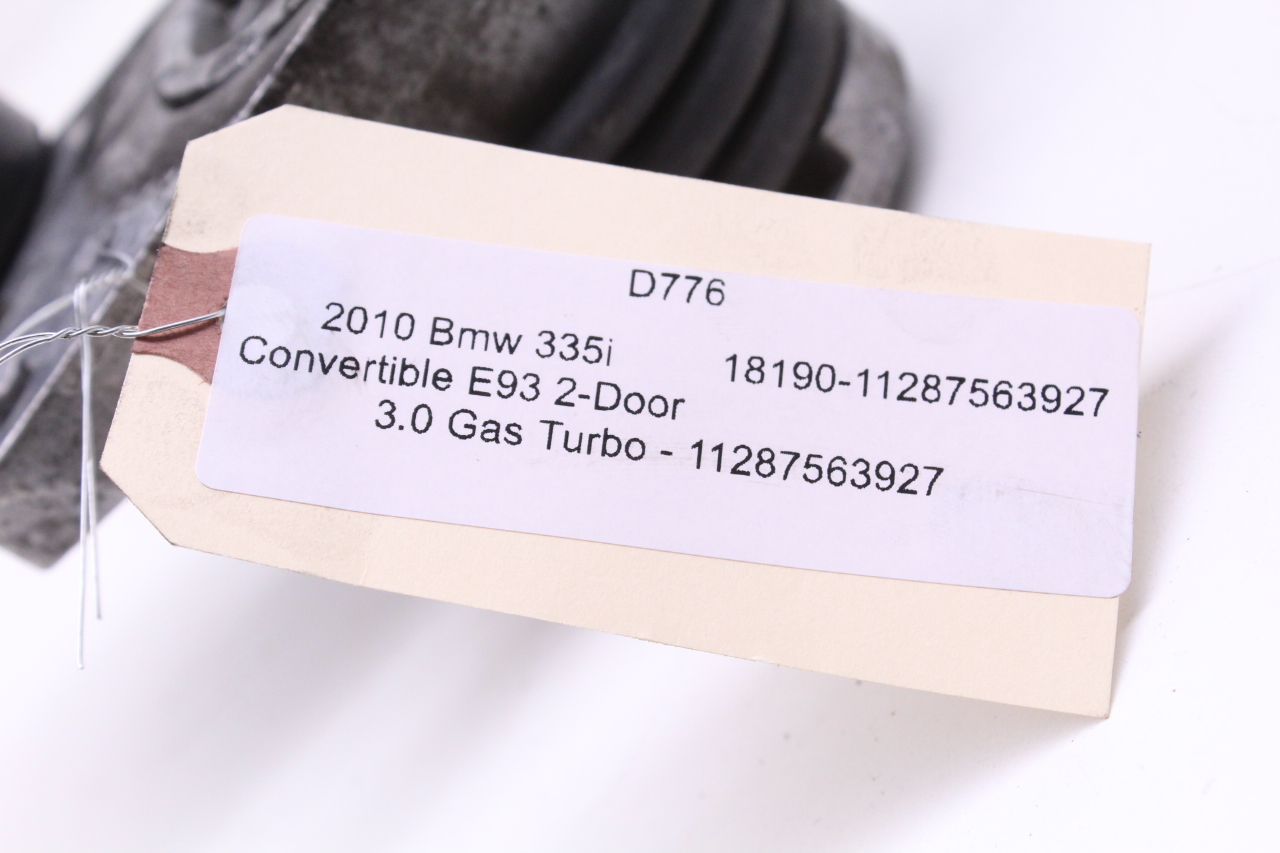 D776
2010 Bmw 335i
Convertible E93 2-Door
18190-11287563927
3.0 Gas Turbo - 11287563927